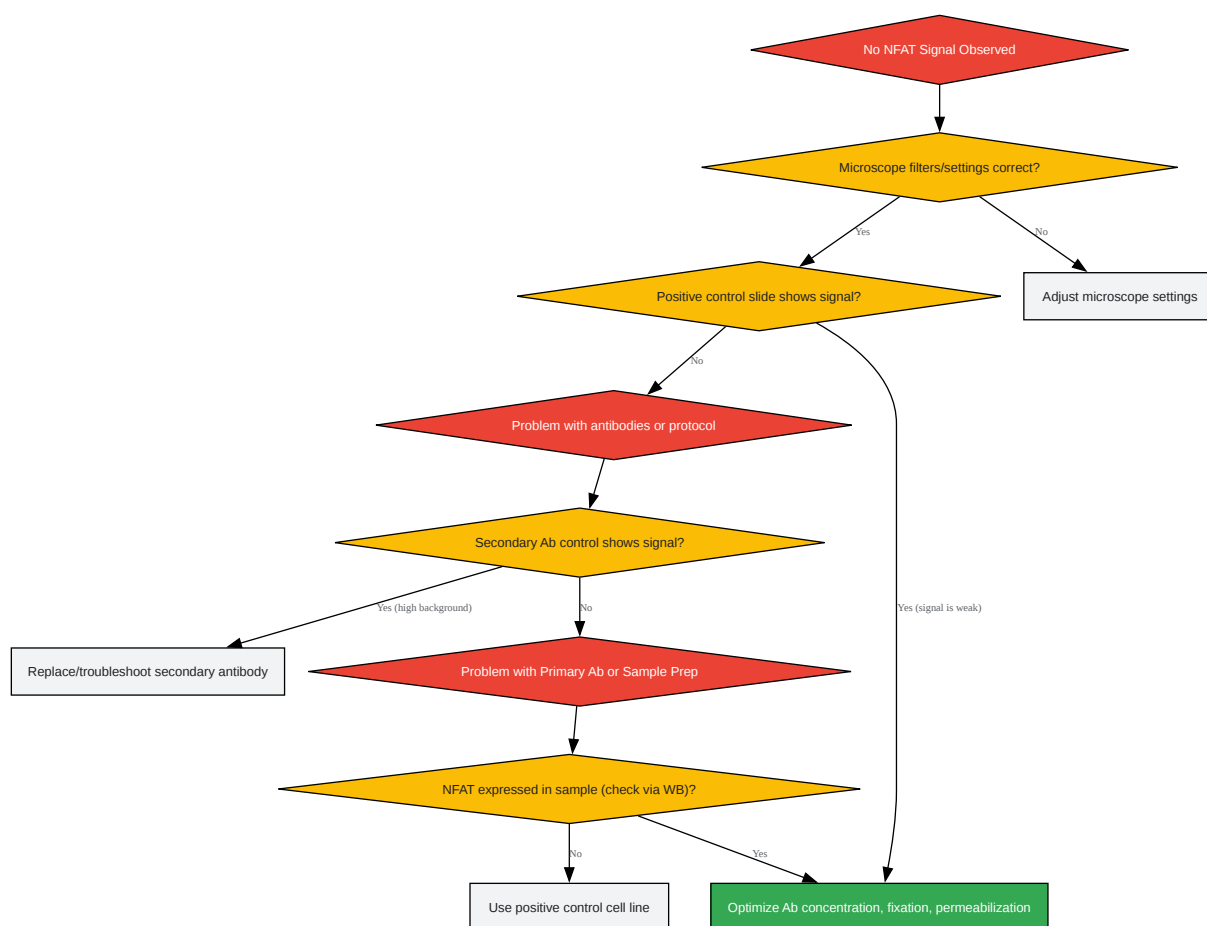 No NFAT Signal Observed
Microscope filters/settings correct?
Yes
No
Positive control slide shows signal?
Adjust microscope settings
No
Problem with antibodies or protocol
Secondary Ab control shows signal?
Yes (high background)
No
Yes (signal is weak)
Replace/troubleshoot secondary antibody
Problem with Primary Ab or Sample Prep
NFAT expressed in sample (check via WB)?
No
Yes
Use positive control cell line
Optimize Ab concentration, fixation, permeabilization